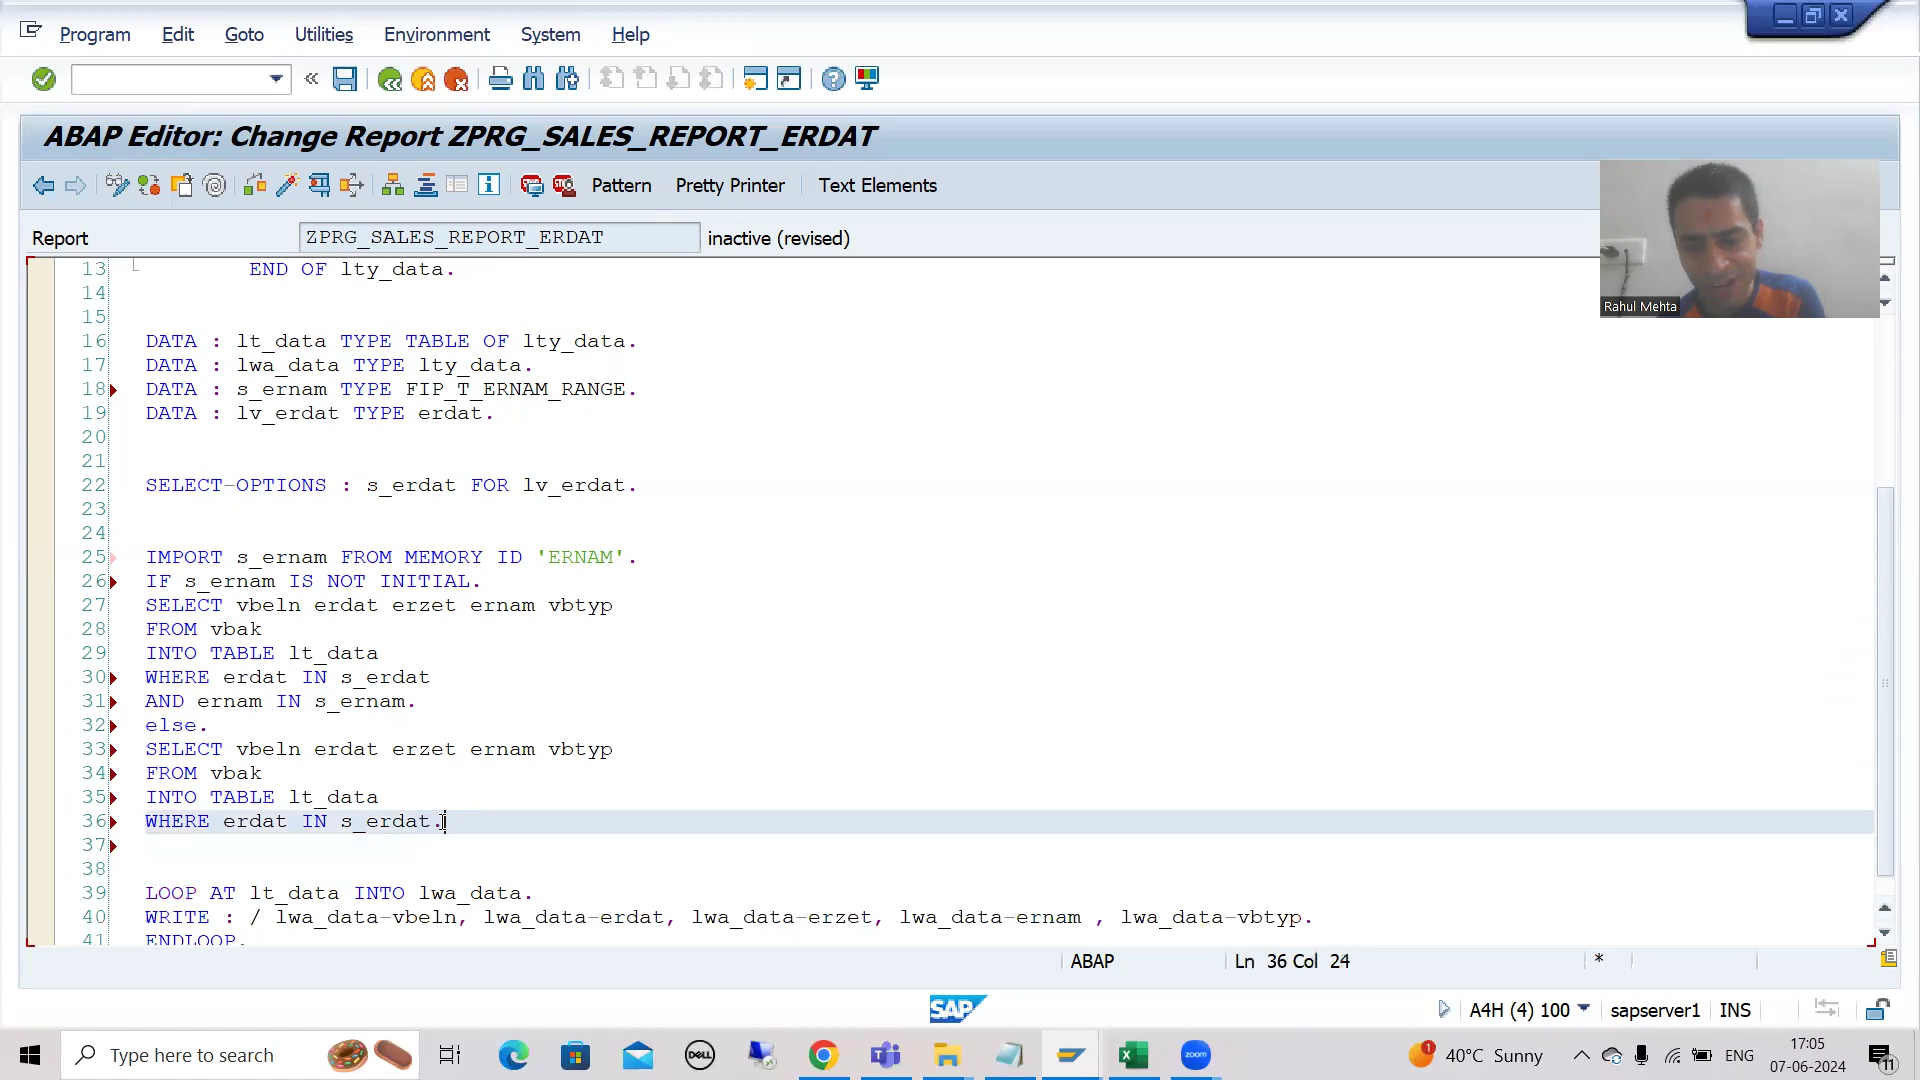 Program Edit Goto Utilities Environment System Help
ABAP Editor: Change Report ZPRG_SALES_REPORT_ERDAT
Pattern Pretty Printer Text Elements
Report ZPRG_SALES_REPORT_ERDAT inactive (revised)
Rahul Mehta
13 END OF lty_data.
14
15
16 DATA : lt_data TYPE TABLE OF lty_data.
17 DATA : lwa_data TYPE lty_data.
18 DATA : s_ernam TYPE FIP_T_ERNAM_RANGE.
19 DATA : lv_erdat TYPE erdat.
20
21
22 SELECT-OPTIONS : s_erdat FOR lv_erdat.
23
24
25 IMPORT s_ernam FROM MEMORY ID 'ERNAM'.
26 IF s_ernam IS NOT INITIAL.
27 SELECT vbeln erdat erzet ernam vbtyp
28 FROM vbak
29 INTO TABLE lt_data
30 WHERE erdat IN s_erdat
31 AND ernam IN s_ernam.
32 else.
33 SELECT vbeln erdat erzet ernam vbtyp
34 FROM vbak
35 INTO TABLE lt_data
36 WHERE erdat IN s_erdat.
37
38
39 LOOP AT lt_data INTO lwa_data.
40 WRITE : / lwa_data-vbeln, lwa_data-erdat, lwa_data-erzet, lwa_data-ernam , lwa_data-vbtyp.
41 ENDLOOP.
ABAP Ln 36 Col 24 *
SAP A4H (4) 100 sapserver1 INS
Type here to search DELL zoom 1 40°C Sunny ENG 17:05
07-06-2024 11